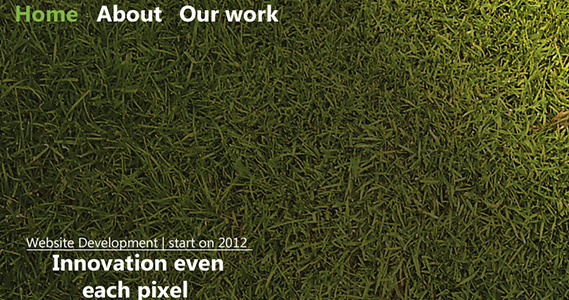 Home About Our work
Website Development | start on 2012
Innovation even
each pixel